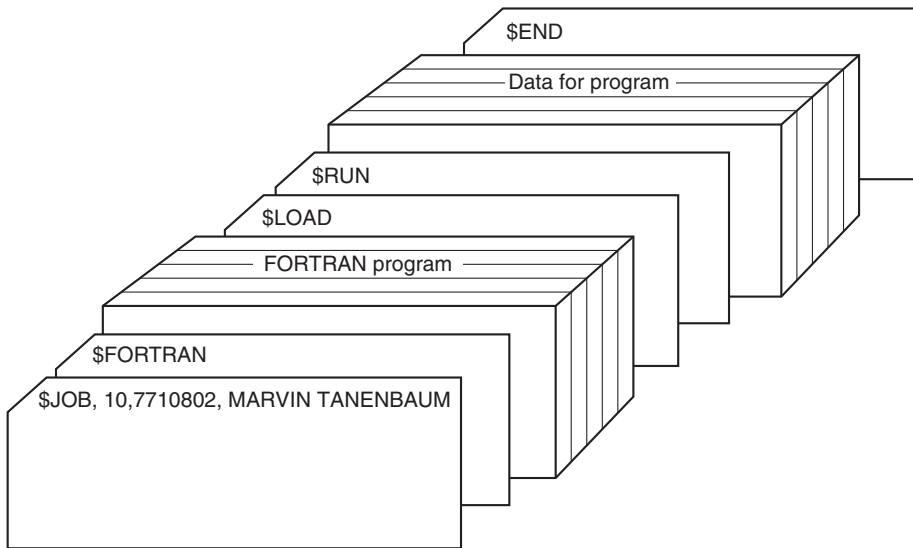 $END
Data for program
$RUN
$LOAD
FORTRAN program
$FORTRAN
$JOB, 10,7710802, MARVIN TANENBAUM